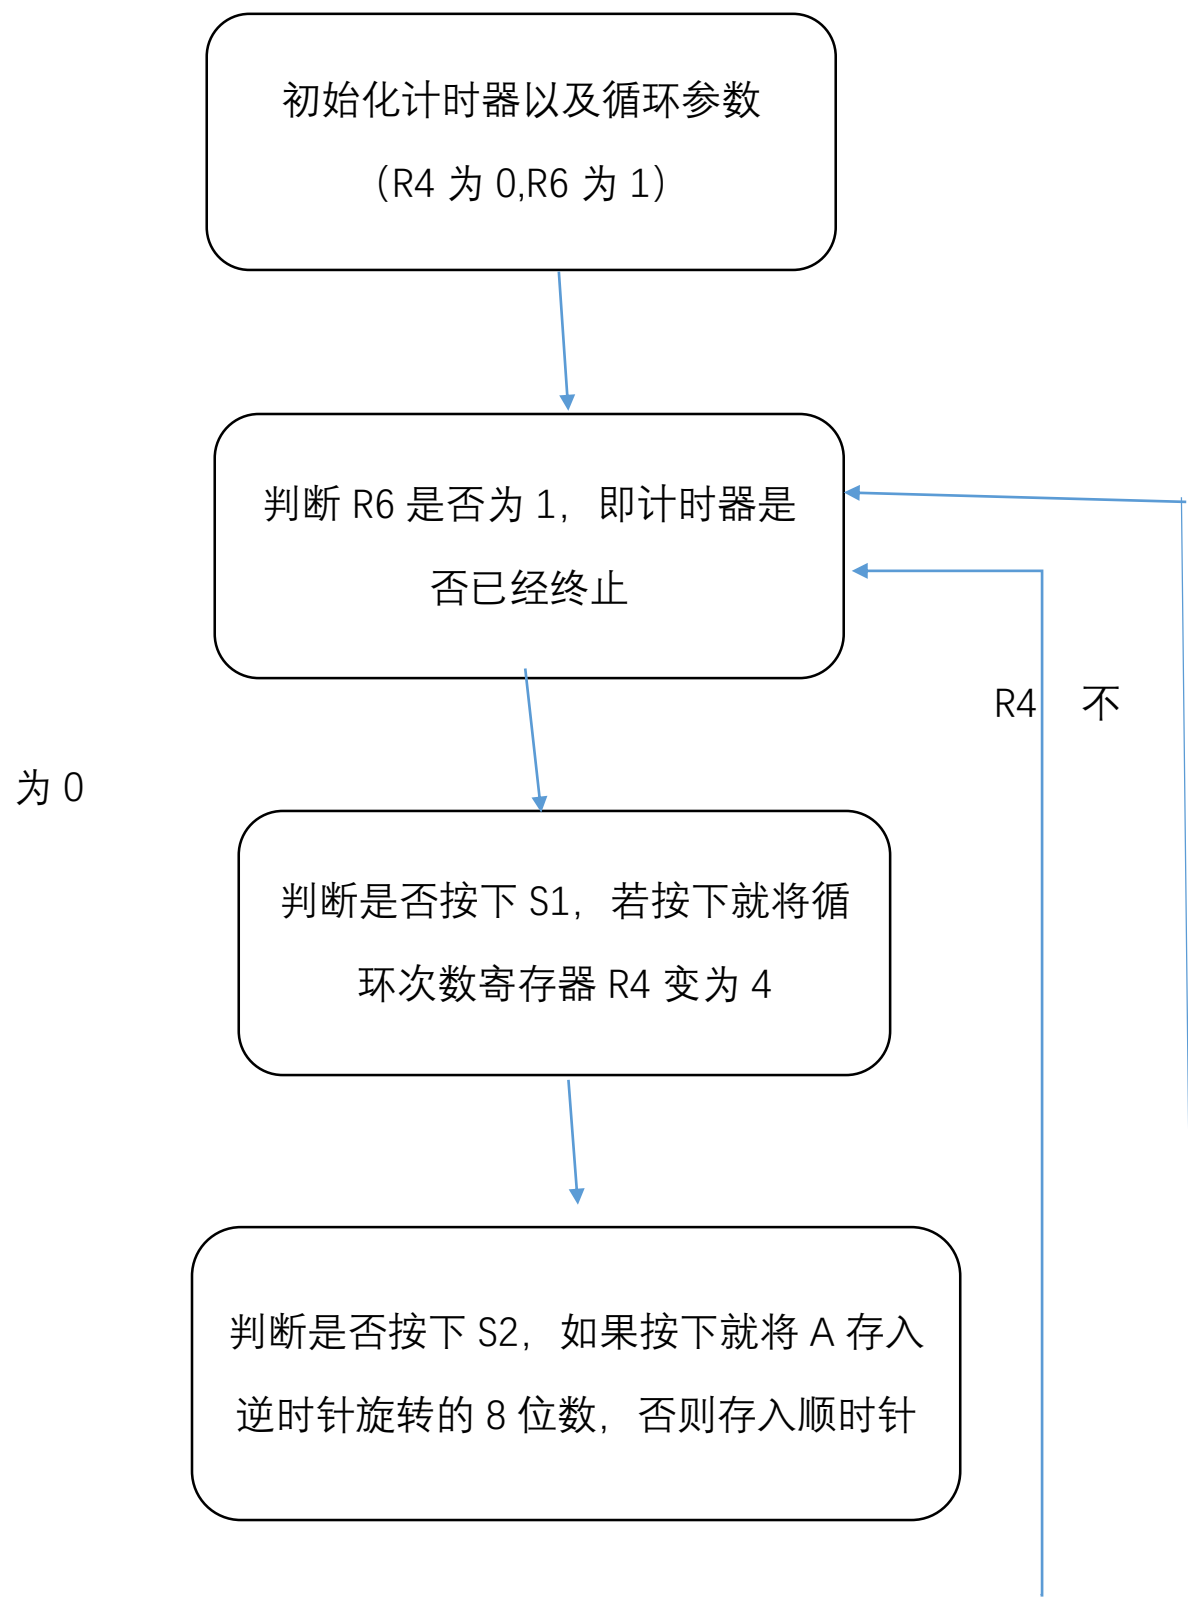 初始化计时器以及循环参数
（R4 为 0,R6 为 1）
判断 R6 是否为 1，即计时器是
否已经终止
R4 不
为 0
判断是否按下 S1，若按下就将循
环次数寄存器 R4 变为 4
判断是否按下 S2，如果按下就将 A 存入
逆时针旋转的 8 位数，否则存入顺时针